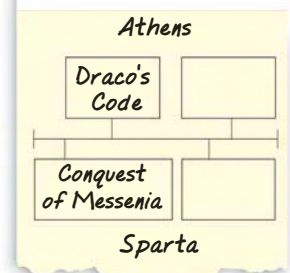 Athens
Draco's
Code
Conquest
of Messenia
Sparta